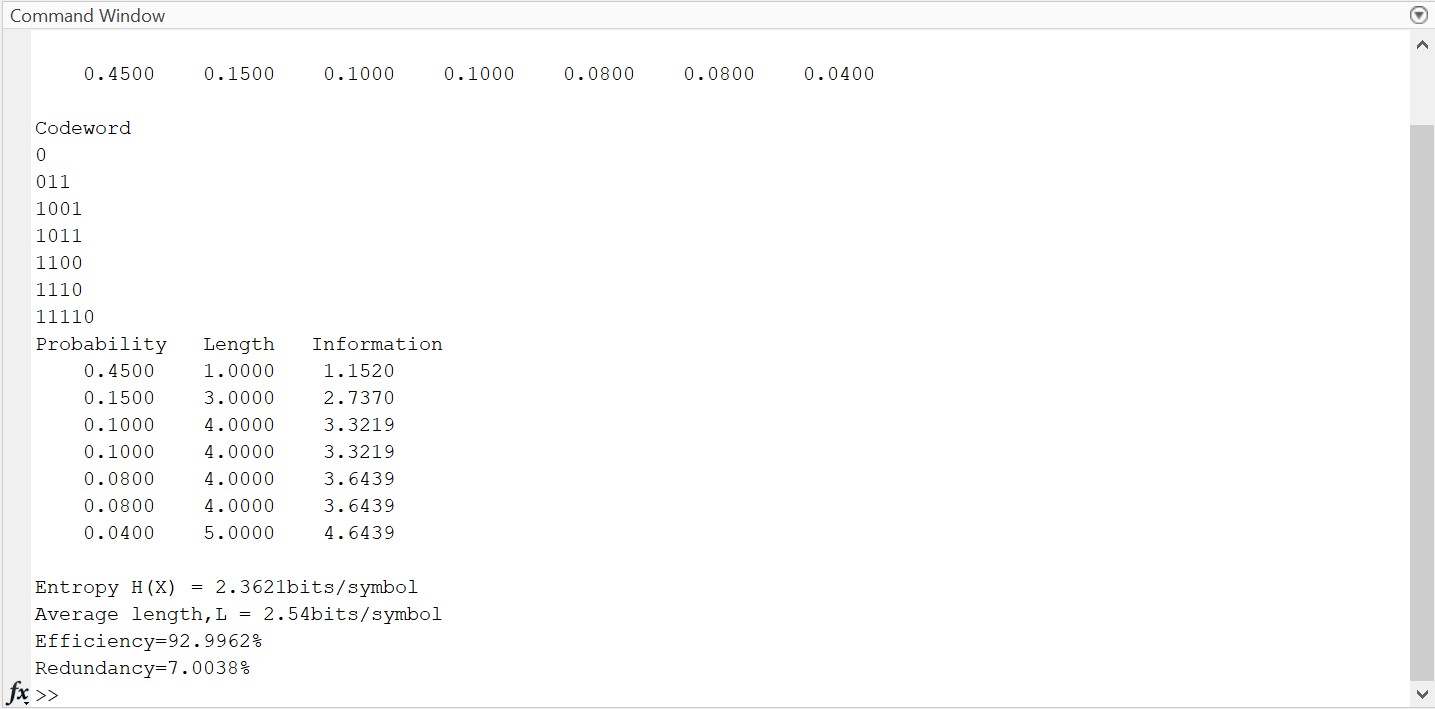 Command Window
0.4500 0.1500 0.1000 0.1000 0.0800 0.0800 0.0400
Codeword
0
011
1001
1011
1100
1110
11110
Probability Length Information
0.4500 1.0000 1.1520
0.1500 3.0000 2.7370
0.1000 4.0000 3.3219
0.1000 4.0000 3.3219
0.0800 4.0000 3.6439
0.0800 4.0000 3.6439
0.0400 5.0000 4.6439
Entropy H(X) = 2.3621bits/symbol
Average length,L = 2.54bits/symbol
Efficiency=92.9962%
Redundancy=7.0038%
fx >>